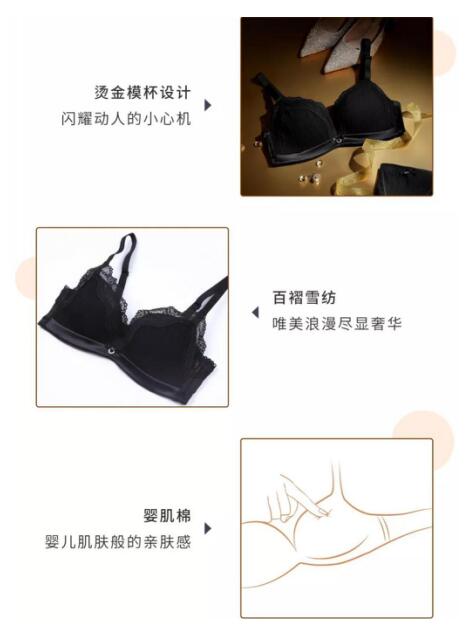 烫金模杯设计
闪耀动人的小心机
百褶雪纺
唯美浪漫尽显奢华
婴肌棉
婴儿肌肤般的亲肤感